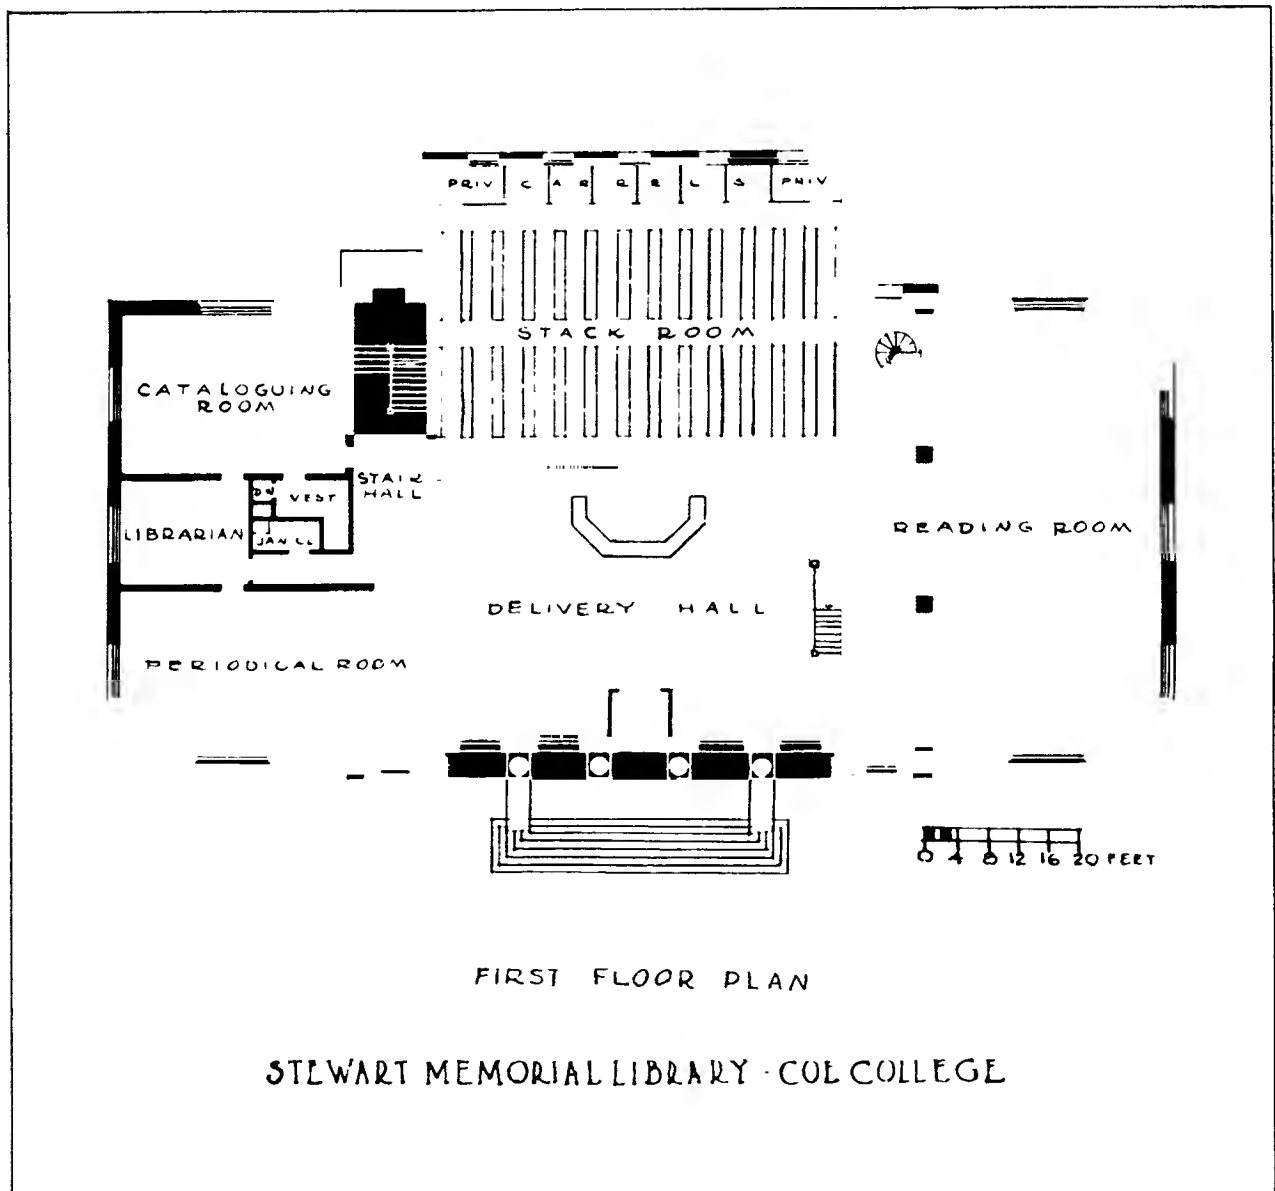 PRIV C A R R E L S PRIV
STACK ROOM
CATALOGUING
ROOM
STAIR
HALL
DN VEST
LIBRARIAN
JAN CL
READING ROOM
DELIVERY HALL
PERIODICAL ROOM
0 4 8 12 16 20 FEET
FIRST FLOOR PLAN
STEWART MEMORIAL LIBRARY · COE COLLEGE